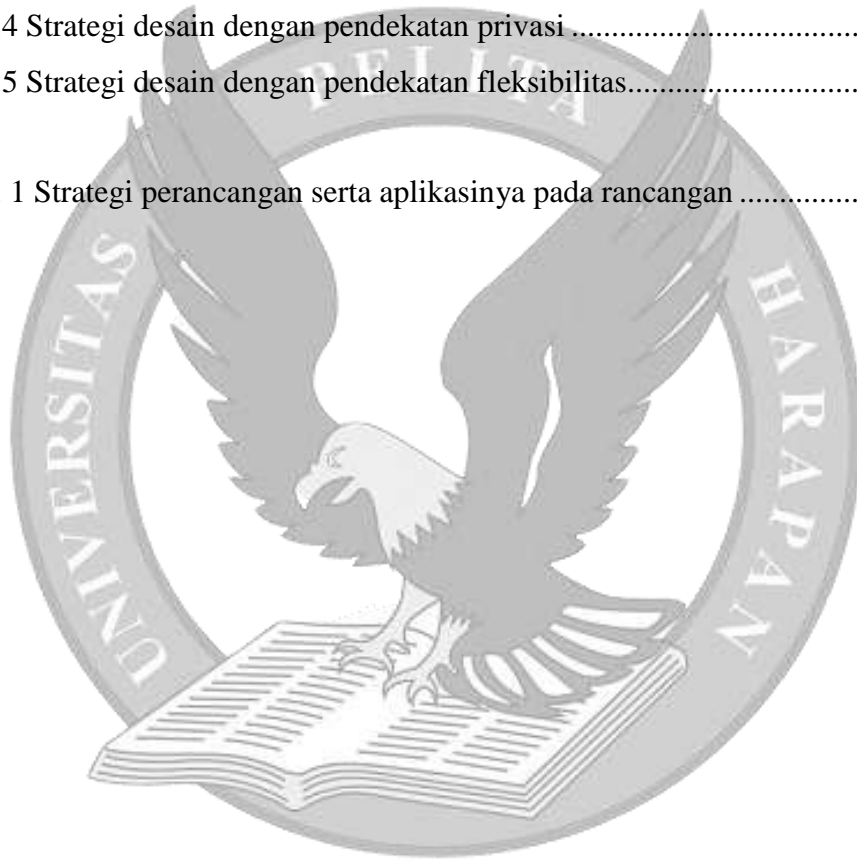 4 Strategi desain dengan pendekatan privasi ..................................
5 Strategi desain dengan pendekatan fleksibilitas...........................
1 Strategi perancangan serta aplikasinya pada rancangan ..............
UNIVERSITAS PELITA HARAPAN